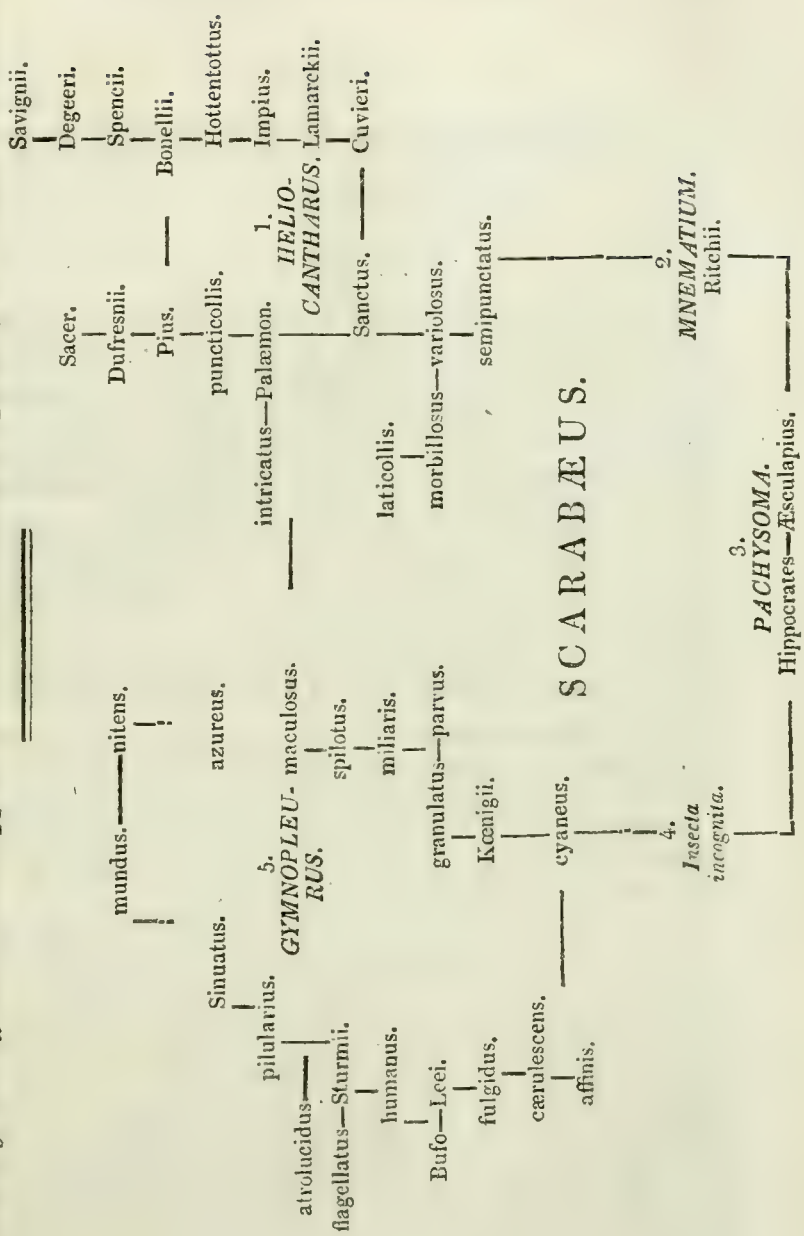 Savignii.
Sacer. Degeeri.
mundus.—nitens. Dufresnii. Spencii.
Pius. — Bonellii.
Sinuatus. azureus. puncticollis. Hottentottus.
pilularius. 5. intricatus—Palæmon. 1. Impius.
GYMNOPLEU- maculosus. HELIO-
atrolucidus— RUS. CANTHARUS. Lamarckii.
flagellatus—Sturmii. spilotus. Sanctus. — Cuvieri.
humanus. miliaris. laticollis.
Bufo—Leei. granulatus—parvus. morbillosus—variolosus.
fulgidus. Kœnigii. semipunctatus.
cærulescens. — cyaneus.
SCARABÆUS.
affinis.
4. 2.
Insecta MNEMATIUM.
incognita. Ritchii.
3.
PACHYSOMA.
Hippocrates—Æsculapius.